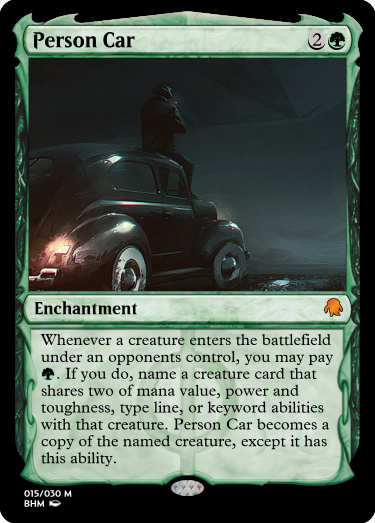 Person Car 2
Enchantment
Whenever a creature enters the battlefield
under an opponents control, you may pay
. If you do, name a creature card that
shares two of mana value, power and
toughness, type line, or keyword abilities
with that creature. Person Car becomes a
copy of the named creature, except it has
this ability.
015/030 M
BHM